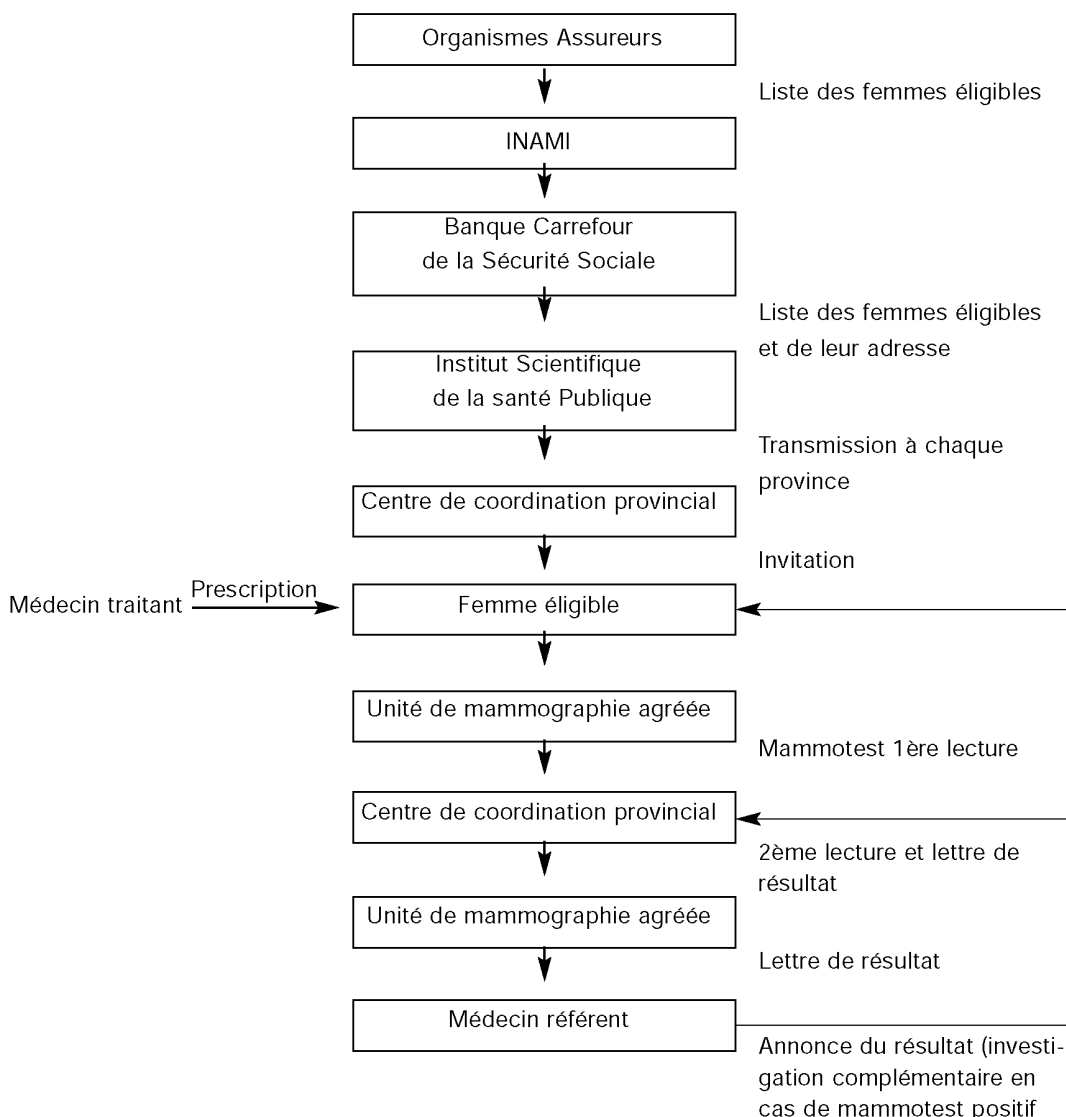 Organismes Assureurs
Liste des femmes éligibles
INAMI
Banque Carrefour
de la Sécurité Sociale
Liste des femmes éligibles
et de leur adresse
Institut Scientifique
de la santé Publique
Transmission à chaque
province
Centre de coordination provincial
Invitation
Prescription
Médecin traitant
Femme éligible
Unité de mammographie agréée
Mammotest 1ère lecture
Centre de coordination provincial
2ème lecture et lettre de
résultat
Unité de mammographie agréée
Lettre de résultat
Médecin référent
Annonce du résultat (investi-
gation complémentaire en
cas de mammotest positif